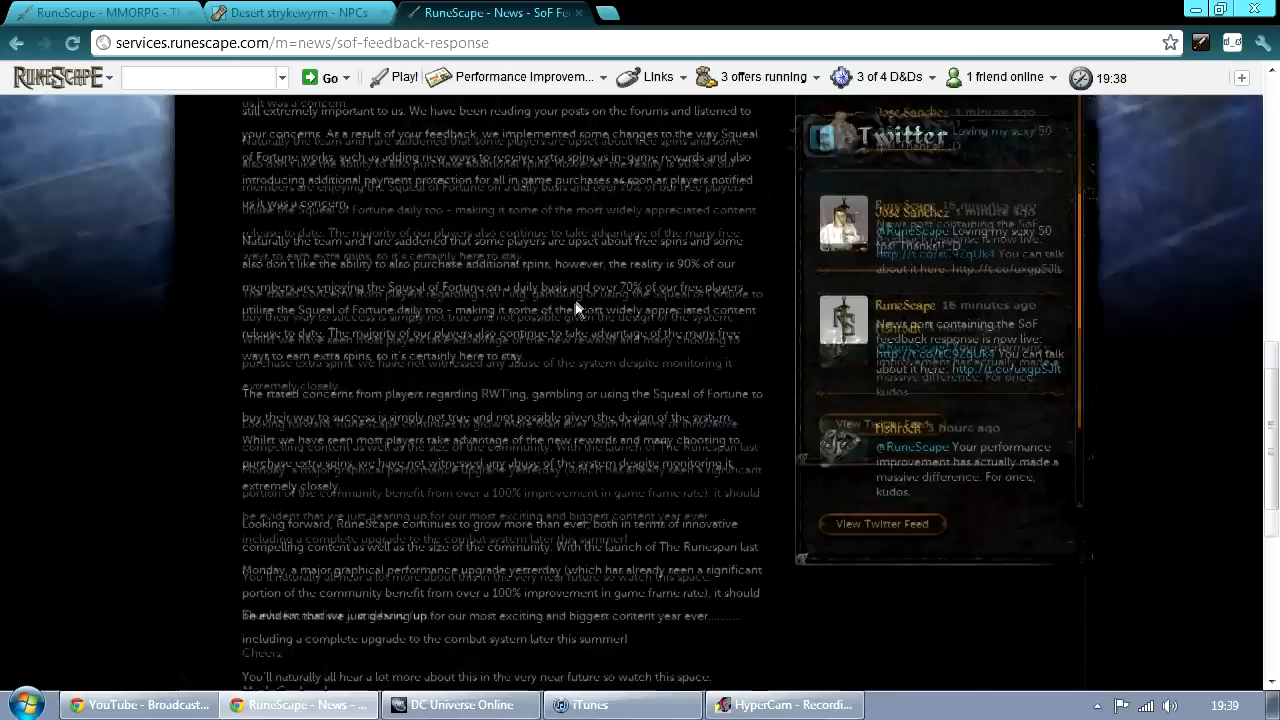 RuneScape - MMORPG - Th
Desert strykewyrm - NPCs
RuneScape - News - SoF Fe
services.runescape.com/m=news/sof-feedback-response
RUNESCAPE
Go
Play!
Performance Improvem...
Links
3 offers running
3 of 4 D&Ds
1 friend online
19:38
still extremely important to us. We have been reading your posts on the forums and listened to
your concerns. As a result of your feedback, we implemented some changes to the way Squeal
of Fortune works, such as adding new ways to receive extra spins as in-game rewards and also
introducing additional payment protection for all in game purchases as soon as players notified
us it was a concern.
Naturally the team and I are saddened that some players are upset about free spins and some
also don't like the ability to also purchase additional spins, however, the reality is 90% of our
members are enjoying the Squeal of Fortune on a daily basis and over 70% of our free players
utilise the Squeal of Fortune daily too - making it some of the most widely appreciated content
release to date. The majority of our players also continue to take advantage of the many free
ways to earn extra spins, so it's certainly here to stay.
The stated concerns from players regarding RWT'ing, gambling or using the Squeal of Fortune to
buy their way to success is simply not true and not possible given the design of the system.
Whilst we have seen most players take advantage of the new rewards and many choosing to
purchase extra spins, we have not witnessed any abuse of the system despite monitoring it
extremely closely.
Looking forward, RuneScape continues to grow more than ever, both in terms of innovative
compelling content as well as the size of the community. With the launch of The Runespan last
Monday, a major graphical performance upgrade yesterday (which has already seen a significant
portion of the community benefit from over a 100% improvement in game frame rate), it should
be evident that we just gearing up for our most exciting and biggest content year ever..........
including a complete upgrade to the combat system later this summer!
Cheers,
You'll naturally all hear a lot more about this in the very near future so watch this space.
Twitter
Jose Sanchez 1 minute ago
@RuneScape Loving my sexy 50
fps! Thanks!! :D
RuneScape 16 minutes ago
News post containing the SoF
feedback response is now live:
http://t.co/nC9ZqUk4 You can talk
about it here: http://t.co/uxgpSJlt
3 hours ago
@RuneScape Your performance
improvement has actually made a
massive difference. For once,
kudos.
View Twitter Feed
YouTube - Broadcast...
RuneScape - News - ...
DC Universe Online
iTunes
HyperCam - Recordi...
19:39